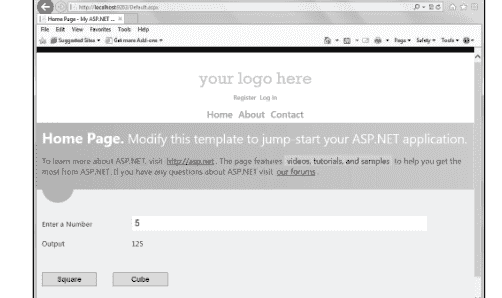 http://localhost:8202/Default.aspx
Home Page - My ASP.NET ...
File Edit View Favorites Tools Help
Suggested Sites Get more Add-ons
Page Safety Tools
your logo here
Register Log in
Home About Contact
Home Page. Modify this template to jump-start your ASP.NET application.
To learn more about ASP.NET, visit http://asp.net. The page features videos, tutorials, and samples to help you get the
most from ASP.NET. If you have any questions about ASP.NET visit our forums.
Enter a Number 5
Output 125
Square Cube